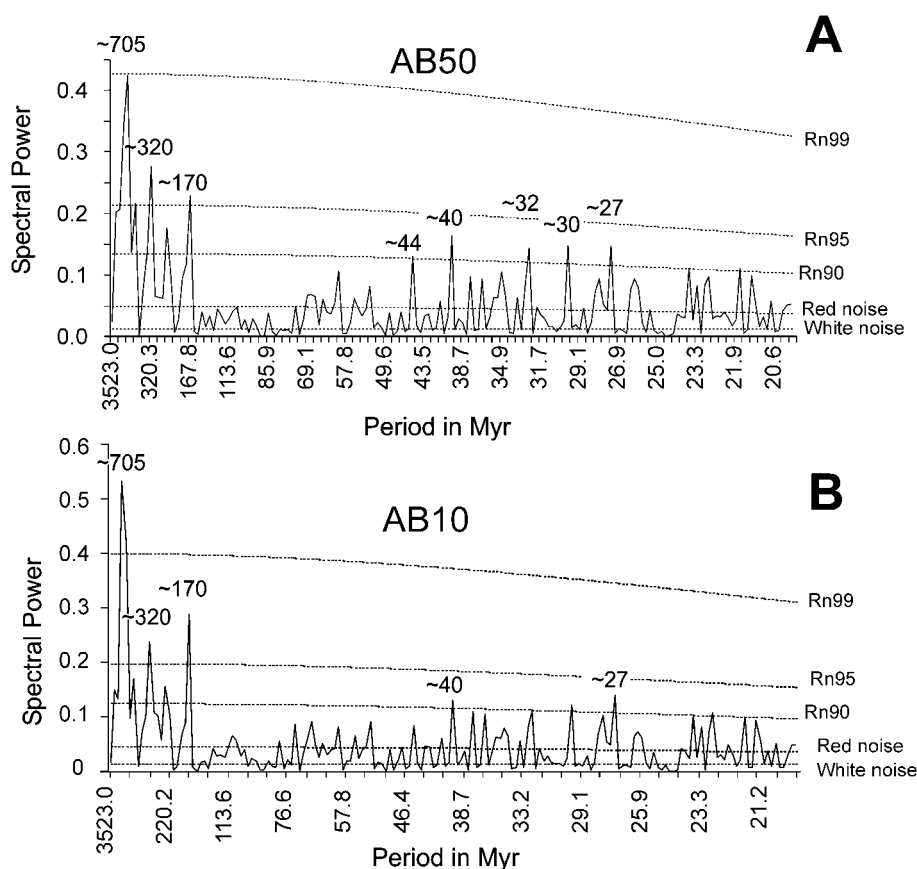 A
~705
AB50
0.4
Rn99
0.3
~320
~170
~32
~27
0.2
~40
~30
Rn95
~44
0.1
Rn90
Red noise
White noise
0.0
Spectral Power
3523.0 320.3 167.8 113.6 85.9 69.1 57.8 49.6 43.5 38.7 34.9 31.7 29.1 26.9 25.0 23.3 21.9 20.6
Period in Myr
B
0.6
~705
AB10
0.5
0.4
Rn99
0.3
~170
~320
0.2
~40
~27
Rn95
Rn90
0.1
Red noise
White noise
0
Spectral Power
3523.0 220.2 113.6 76.6 57.8 46.4 38.7 33.2 29.1 25.9 23.3 21.2
Period in Myr